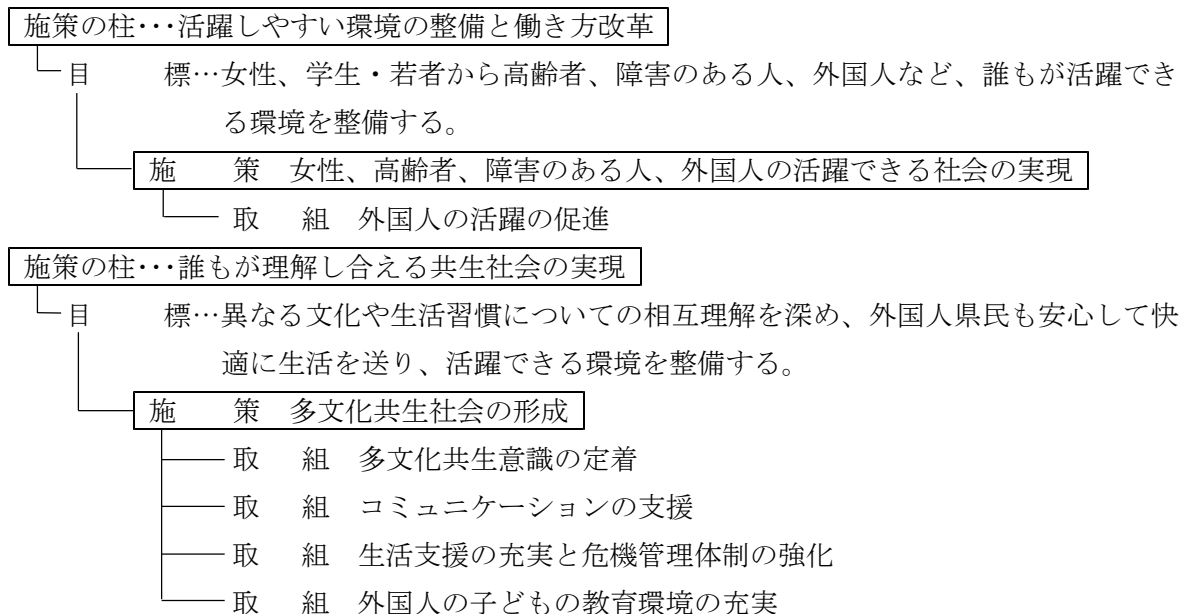 施策の柱･･･活躍しやすい環境の整備と働き方改革
目　　標…女性、学生・若者から高齢者、障害のある人、外国人など、誰もが活躍でき
る環境を整備する。
施　　策　女性、高齢者、障害のある人、外国人の活躍できる社会の実現
取　組　外国人の活躍の促進
施策の柱･･･誰もが理解し合える共生社会の実現
目　　標…異なる文化や生活習慣についての相互理解を深め、外国人県民も安心して快
適に生活を送り、活躍できる環境を整備する。
施　　策　多文化共生社会の形成
取　組　多文化共生意識の定着
取　組　コミュニケーションの支援
取　組　生活支援の充実と危機管理体制の強化
取　組　外国人の子どもの教育環境の充実